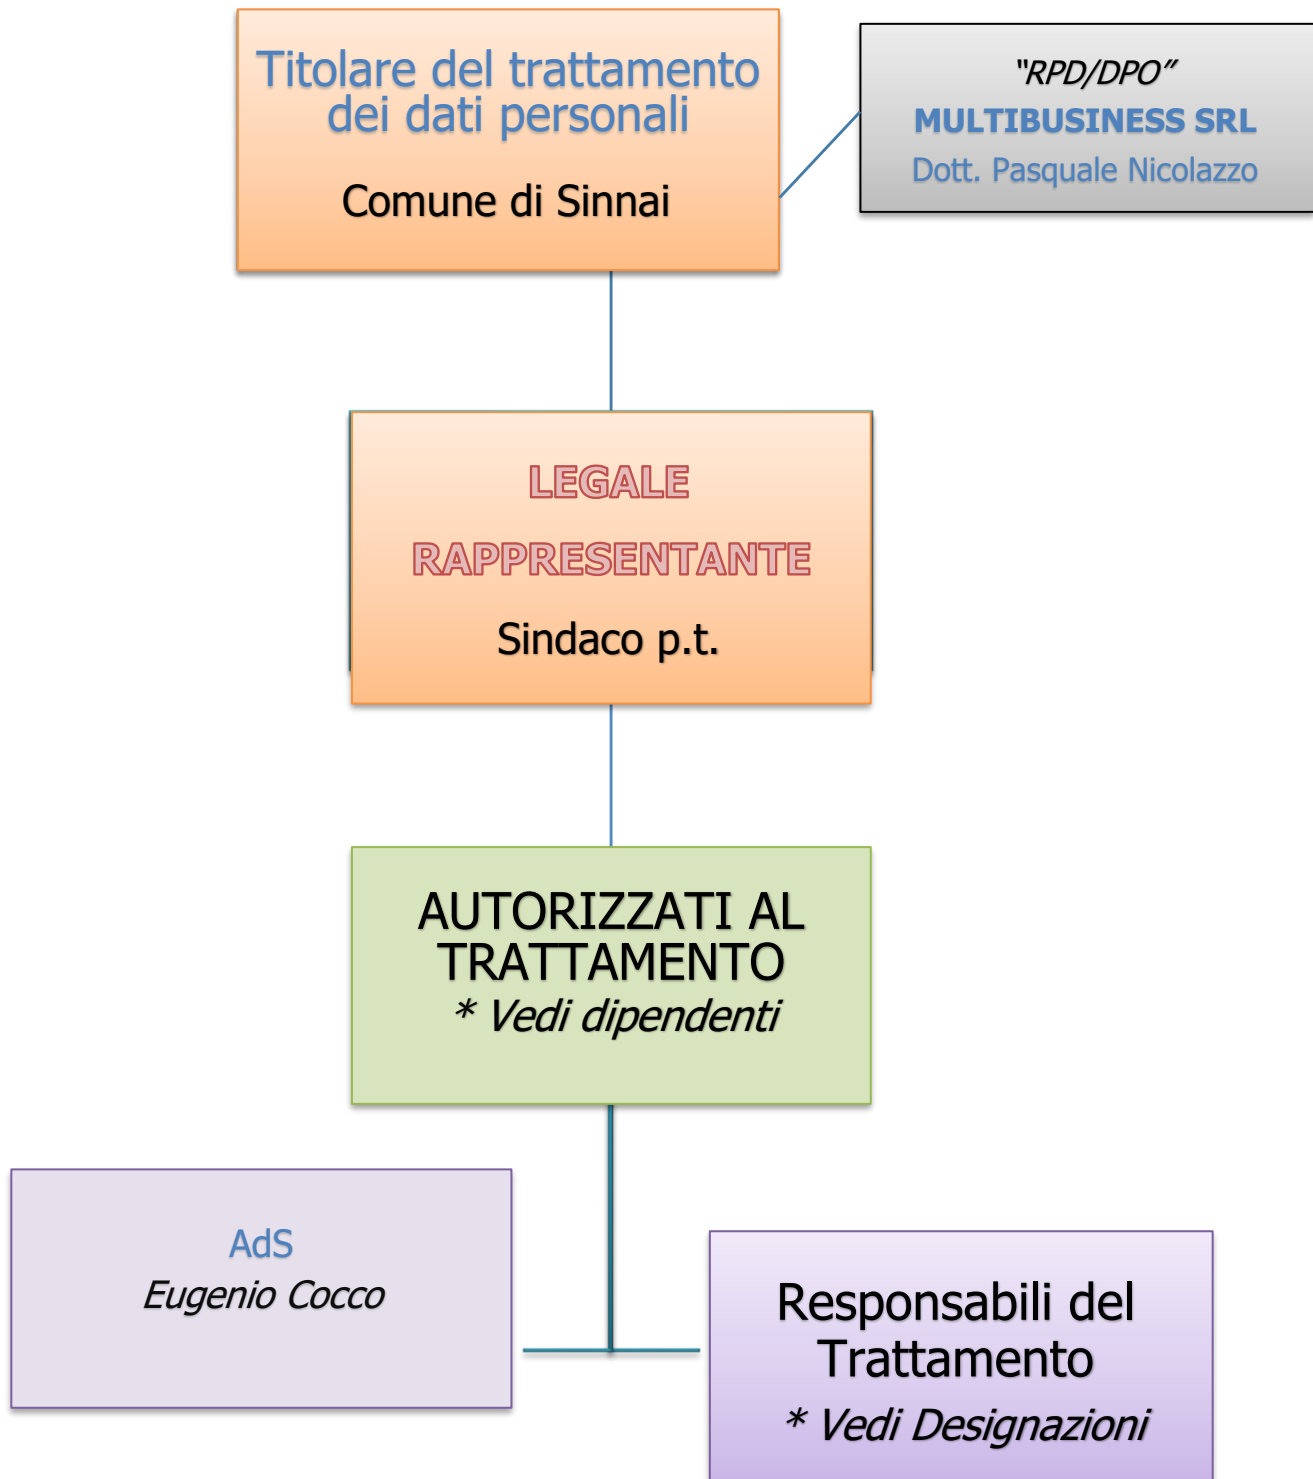 Titolare del trattamento
dei dati personali
Comune di Sinnai
"RPD/DPO"
MULTIBUSINESS SRL
Dott. Pasquale Nicolazzo
LEGALE
RAPPRESENTANTE
Sindaco p.t.
AUTORIZZATI AL
TRATTAMENTO
* Vedi dipendenti
AdS
Eugenio Cocco
Responsabili del
Trattamento
* Vedi Designazioni